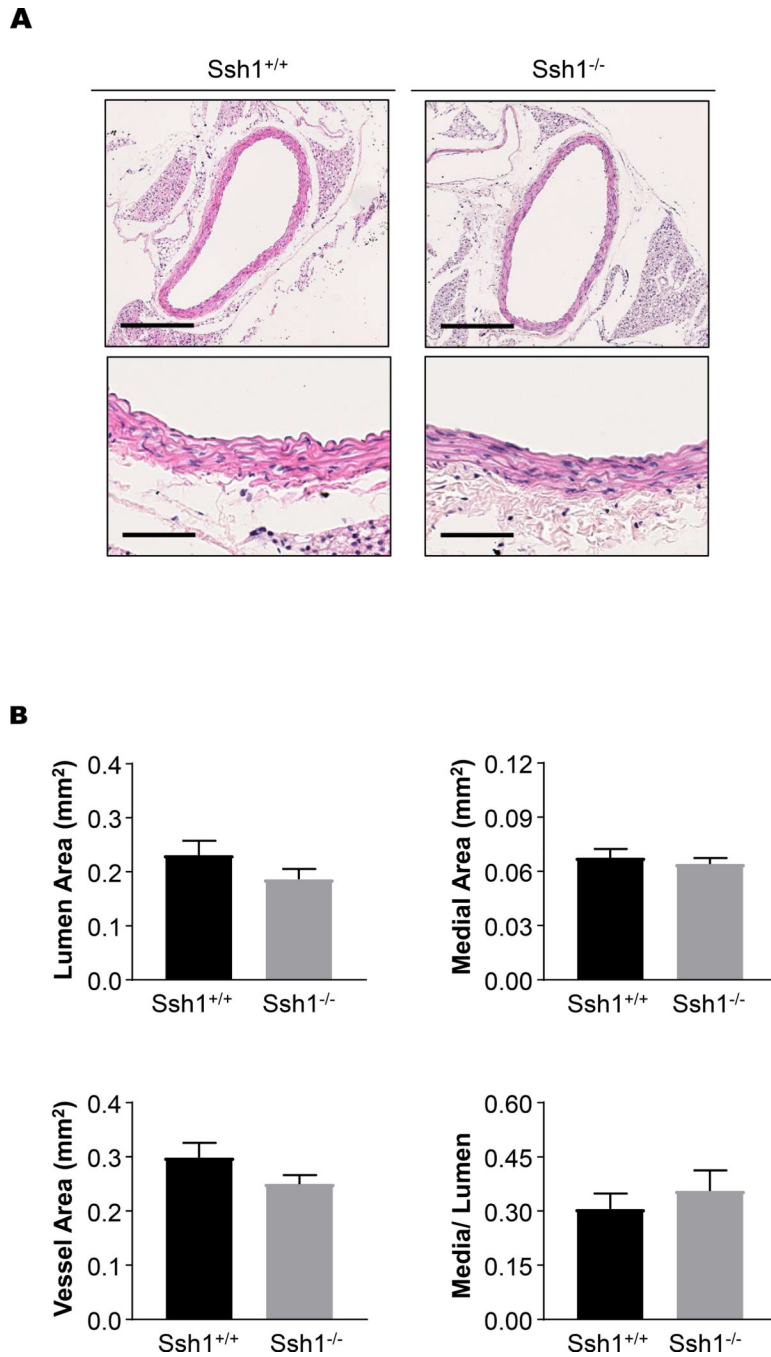 A
Ssh1+/+ Ssh1-/-
B
Lumen Area (mm²)
0.4
0.3
0.2
0.1
0.0
Ssh1+/+ Ssh1-/-
Medial Area (mm²)
0.12
0.09
0.06
0.03
0.00
Ssh1+/+ Ssh1-/-
Vessel Area (mm²)
0.4
0.3
0.2
0.1
0.0
Ssh1+/+ Ssh1-/-
Media/ Lumen
0.60
0.45
0.30
0.15
0.00
Ssh1+/+ Ssh1-/-